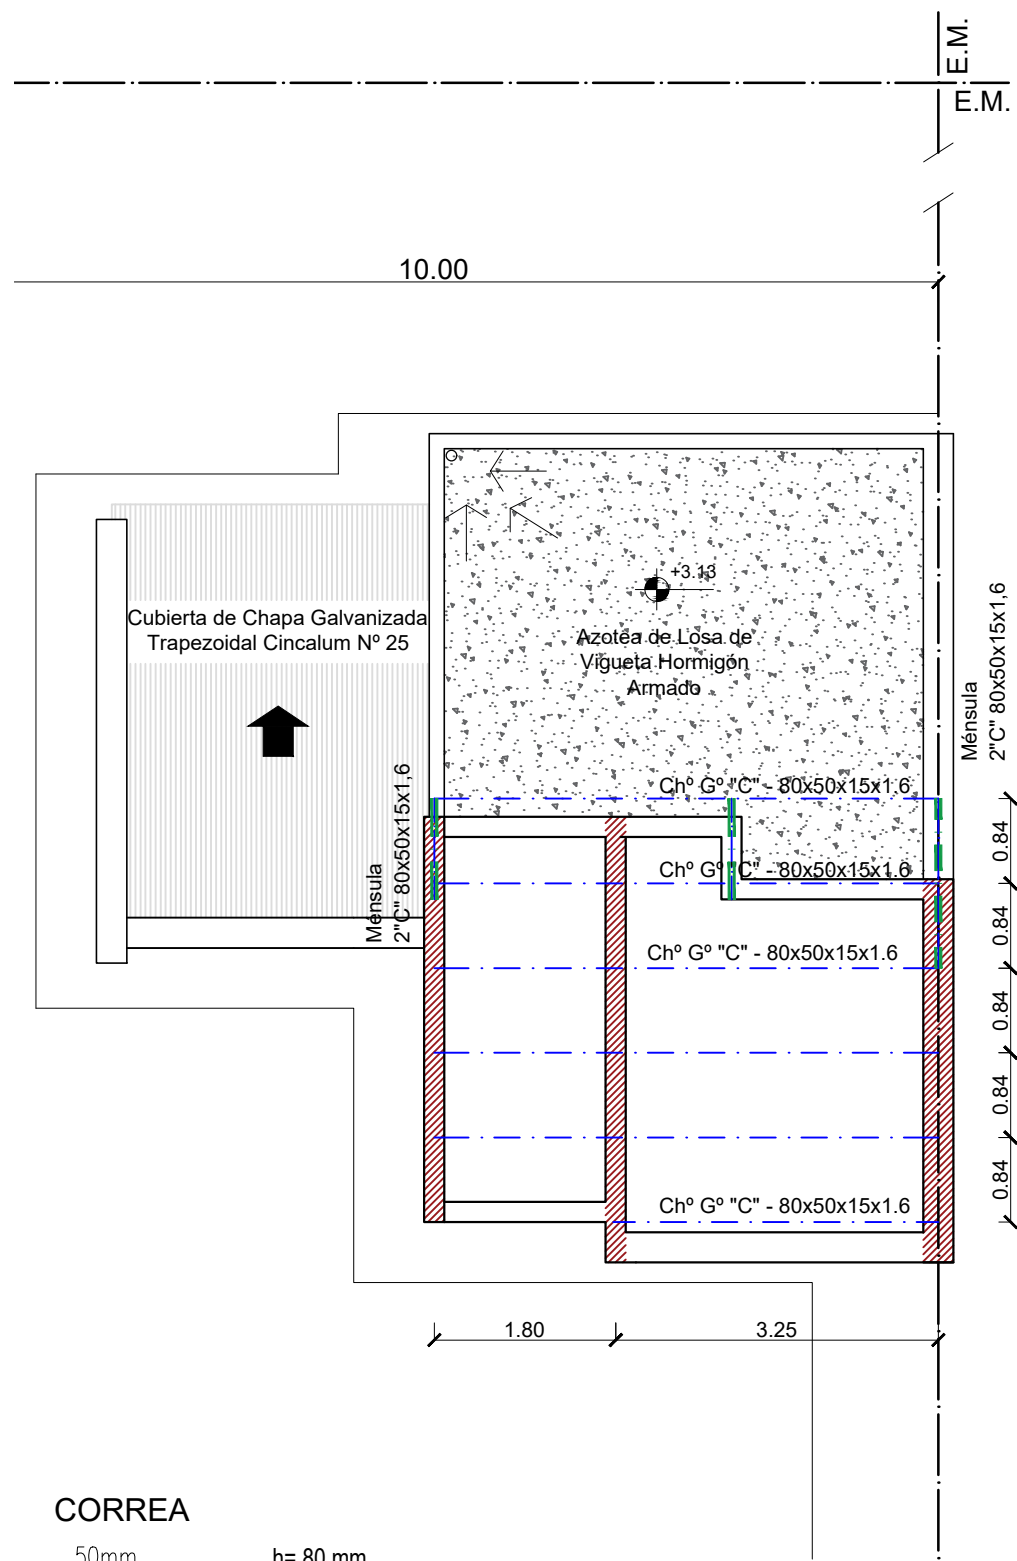 E.M.
E.M.
10.00
+3.13
Cubierta de Chapa Galvanizada
Trapezoidal Cincalum Nº 25
Azotea de Losa de
Vigueta Hormigón
Armado
Ménsula
2"C" 80x50x15x1,6
Ménsula
2"C" 80x50x15x1,6
Chº Gº "C" - 80x50x15x1.6
0.84
Chº Gº "C" - 80x50x15x1.6
0.84
Chº Gº "C" - 80x50x15x1.6
0.84
0.84
0.84
Chº Gº "C" - 80x50x15x1.6
1.80
3.25
CORREA
50mm
h= 80 mm